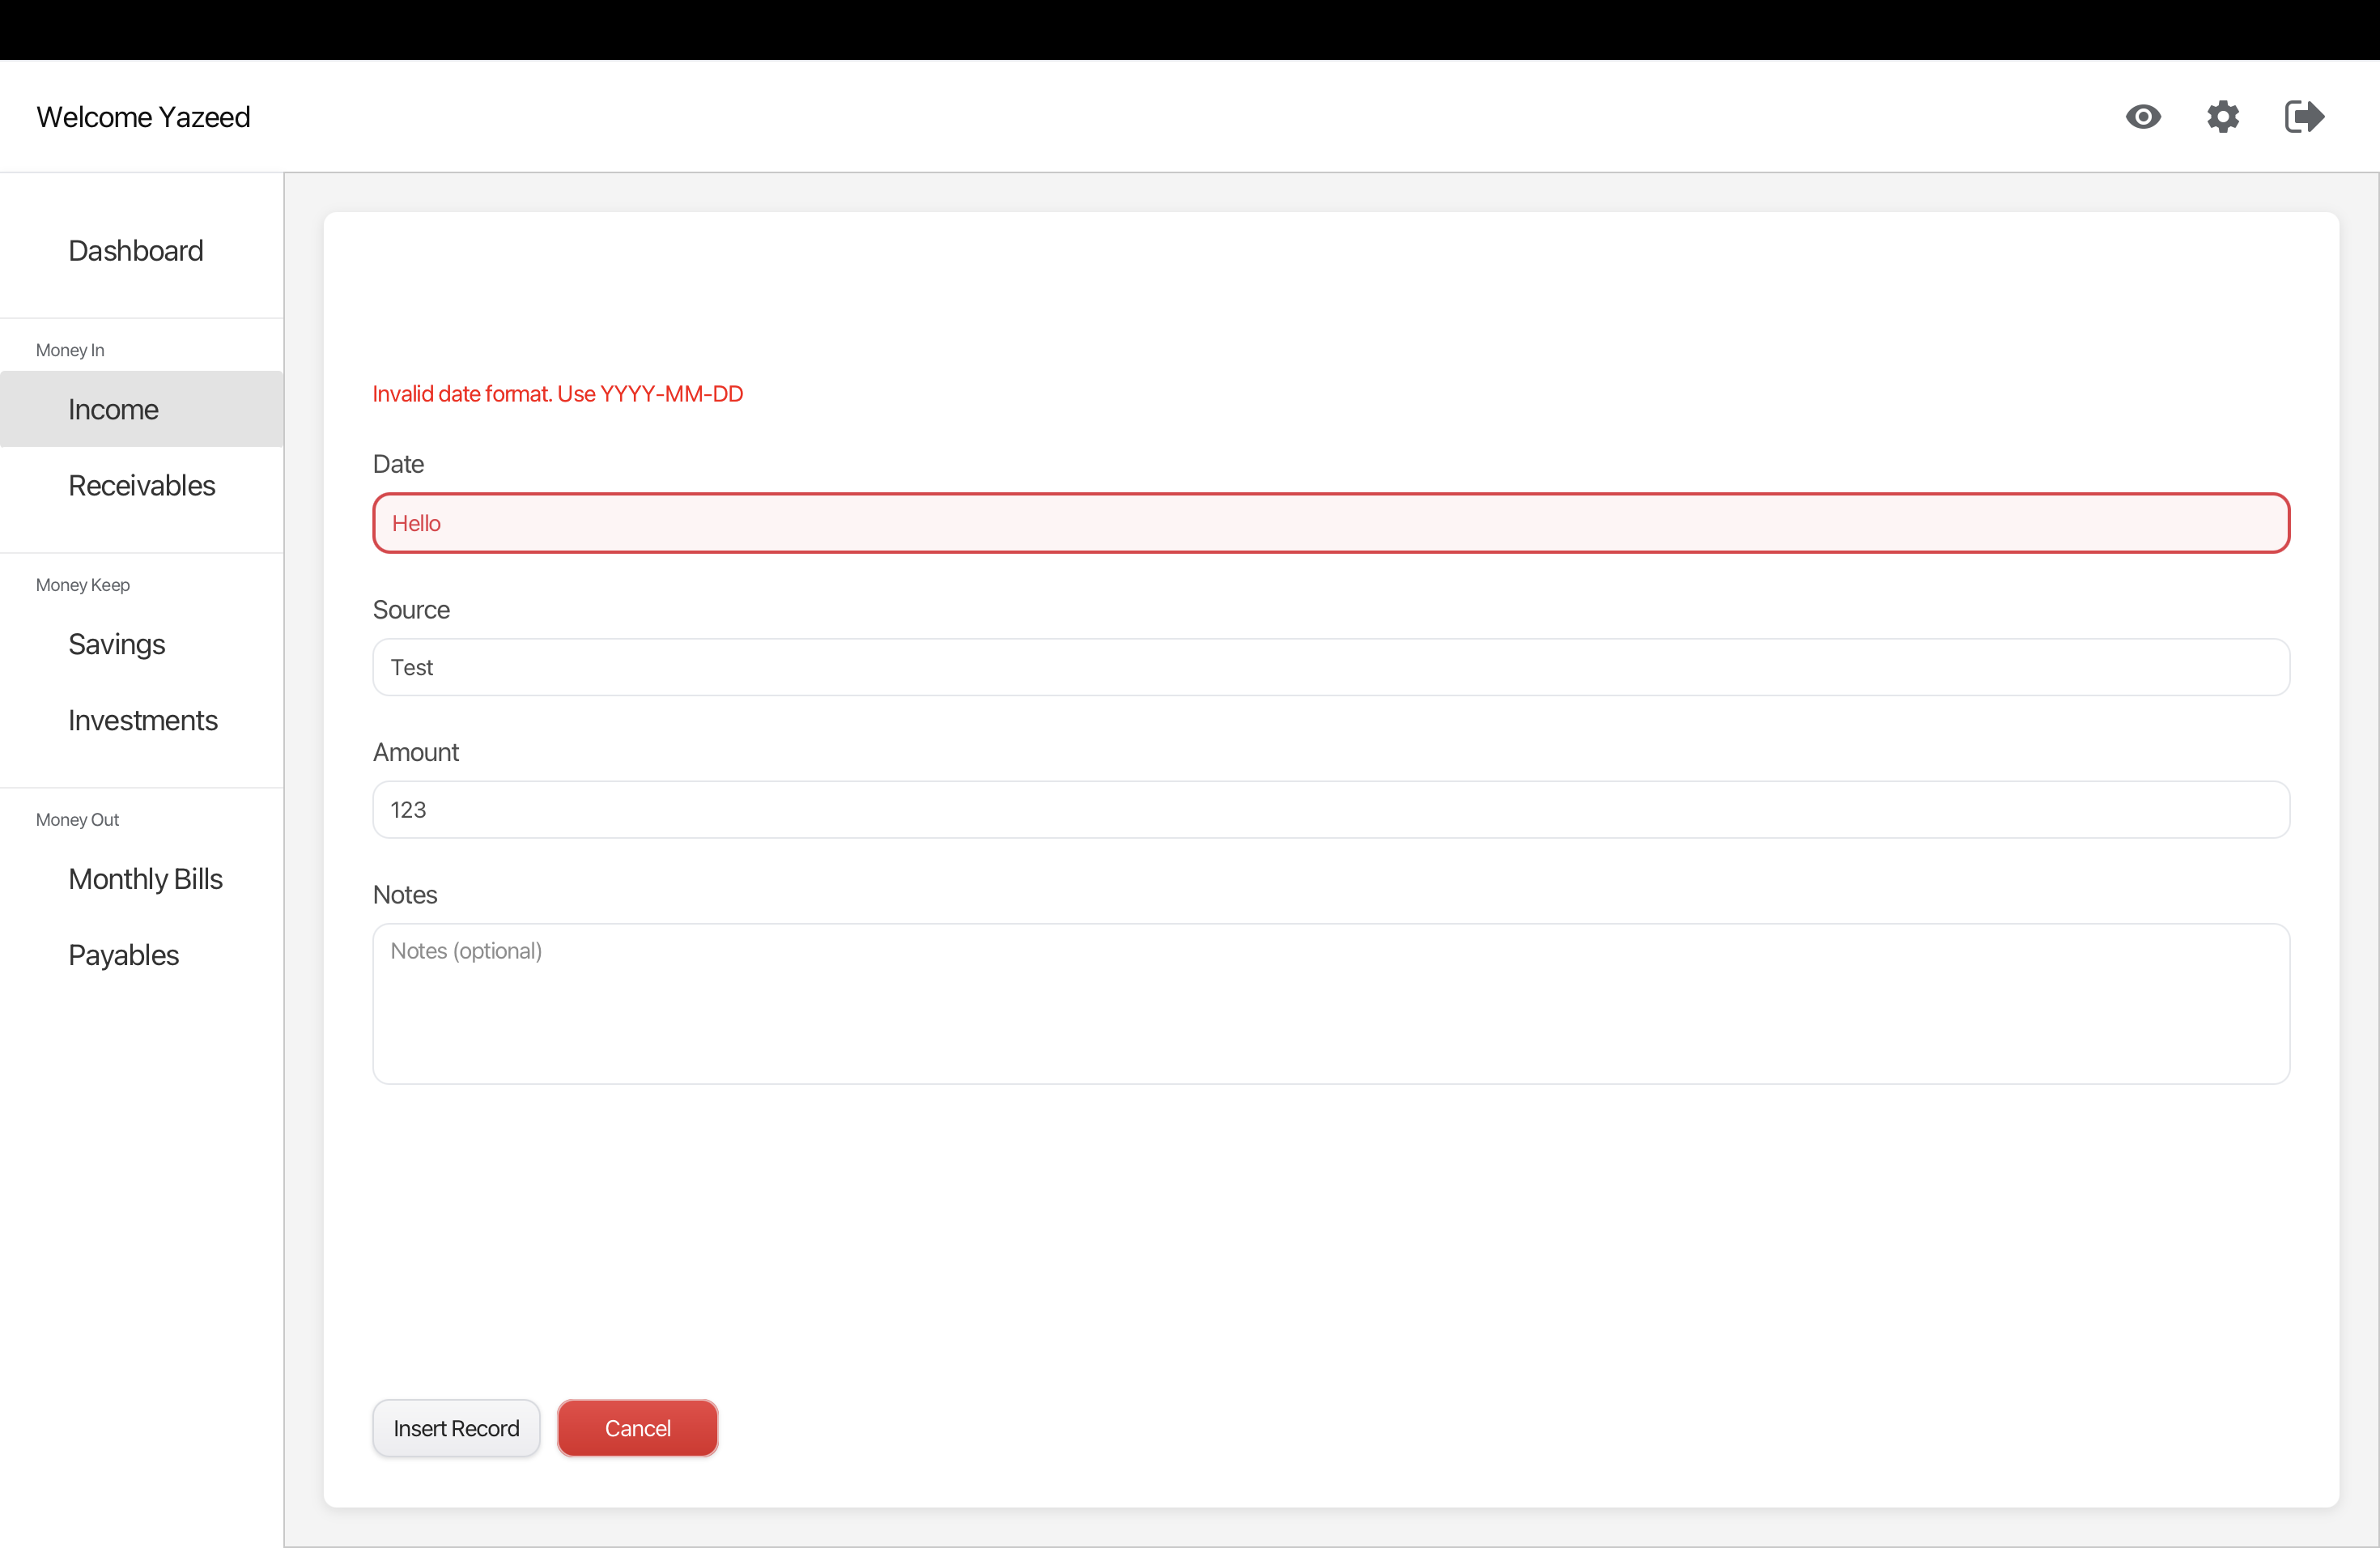 Welcome Yazeed
Dashboard
Money In
Income
Receivables
Money Keep
Savings
Investments
Money Out
Monthly Bills
Payables
Invalid date format. Use YYYY-MM-DD
Date
Hello
Source
Test
Amount
123
Notes
Notes (optional)
Insert Record
Cancel